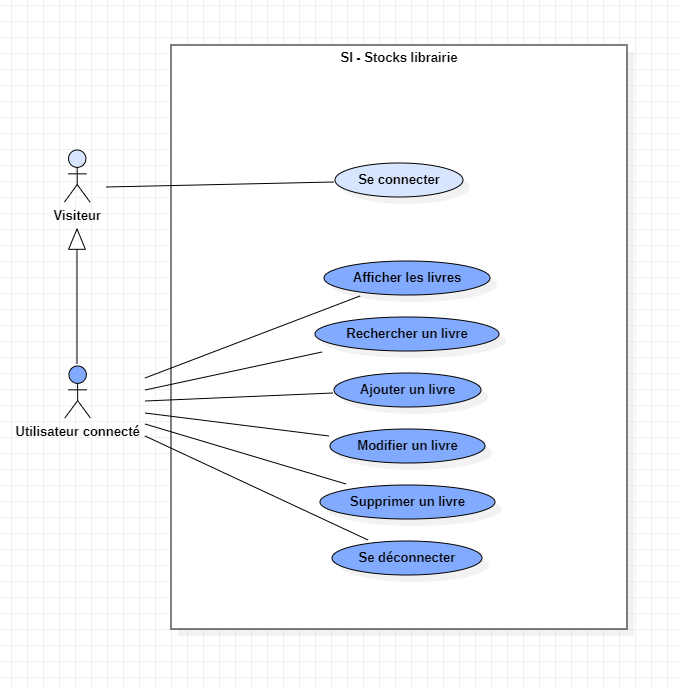 SI - Stocks librairie
Se connecter
Visiteur
Afficher les livres
Rechercher un livre
Ajouter un livre
Utilisateur connecté
Modifier un livre
Supprimer un livre
Se déconnecter